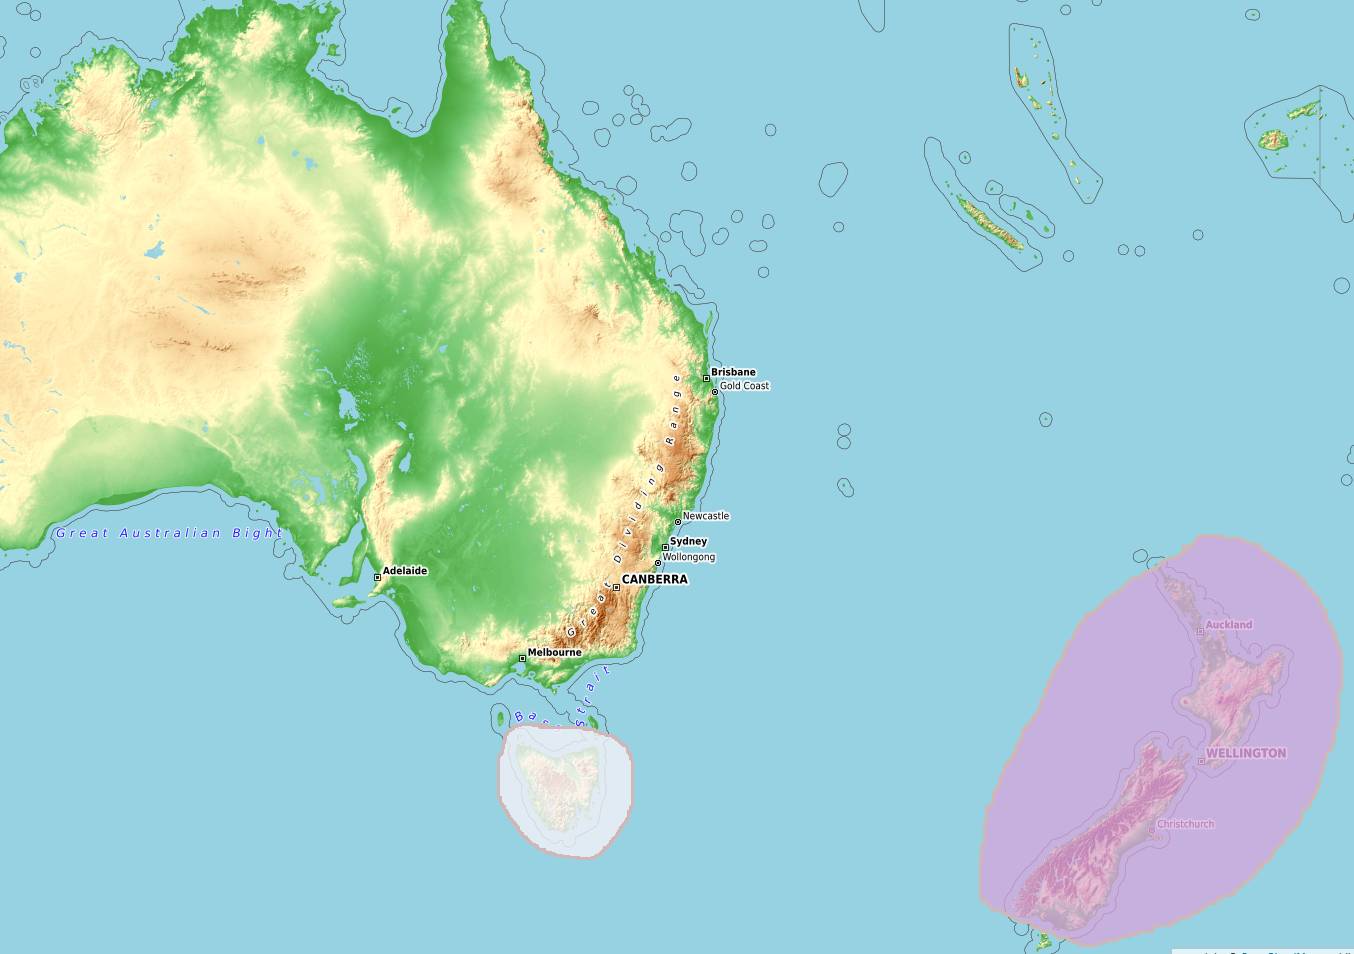 Brisbane
Gold Coast
Great Dividing Range
Newcastle
Great Australian Bight
Sydney
Wollongong
Adelaide
CANBERRA
Auckland
Melbourne
Strait
WELLINGTON
Christchurch